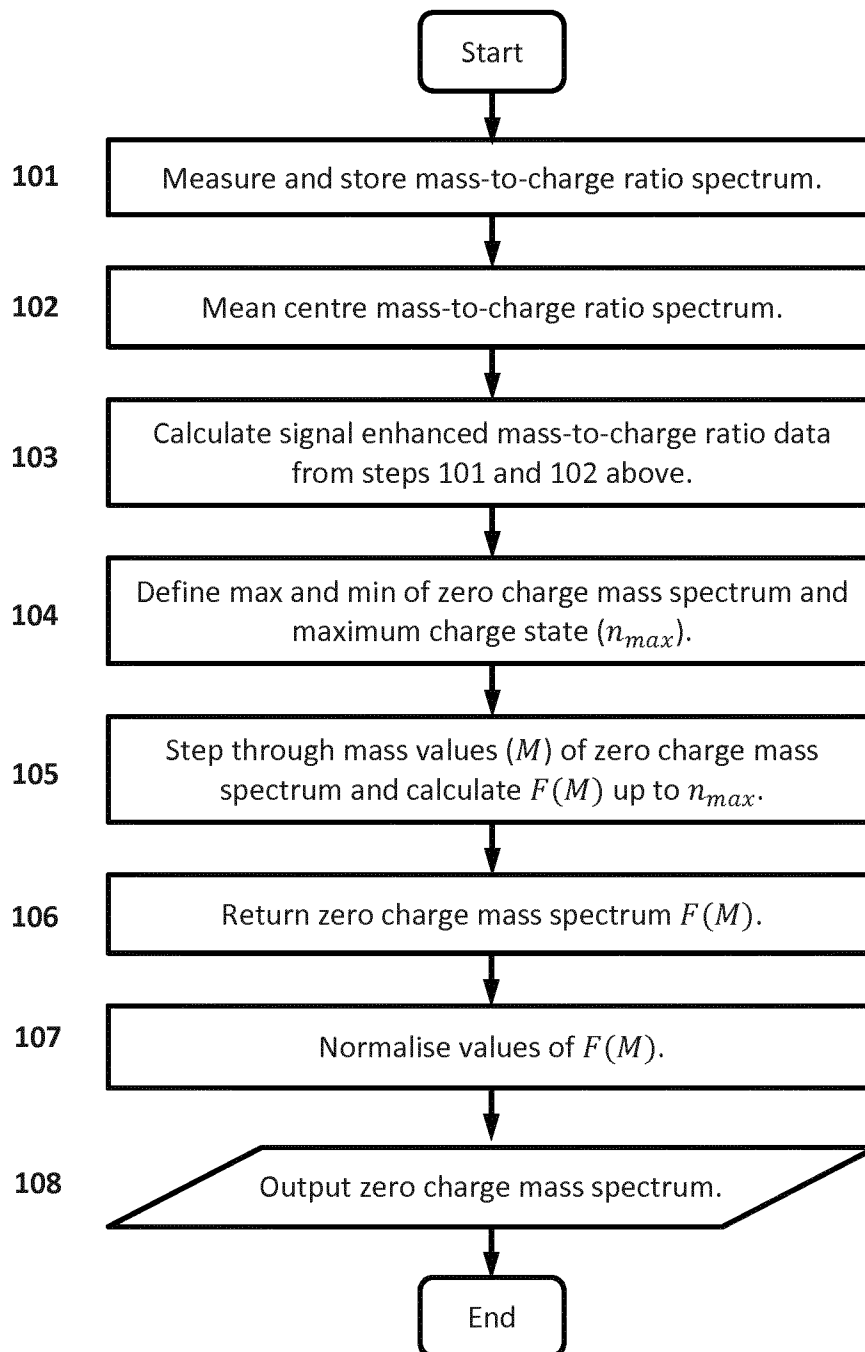 Start
101
Measure and store mass-to-charge ratio spectrum.
102
Mean centre mass-to-charge ratio spectrum.
103
Calculate signal enhanced mass-to-charge ratio data
from steps 101 and 102 above.
104
Define max and min of zero charge mass spectrum and
maximum charge state (n_max).
105
Step through mass values (M) of zero charge mass
spectrum and calculate F(M) up to n_max.
106
Return zero charge mass spectrum F(M).
107
Normalise values of F(M).
108
Output zero charge mass spectrum.
End